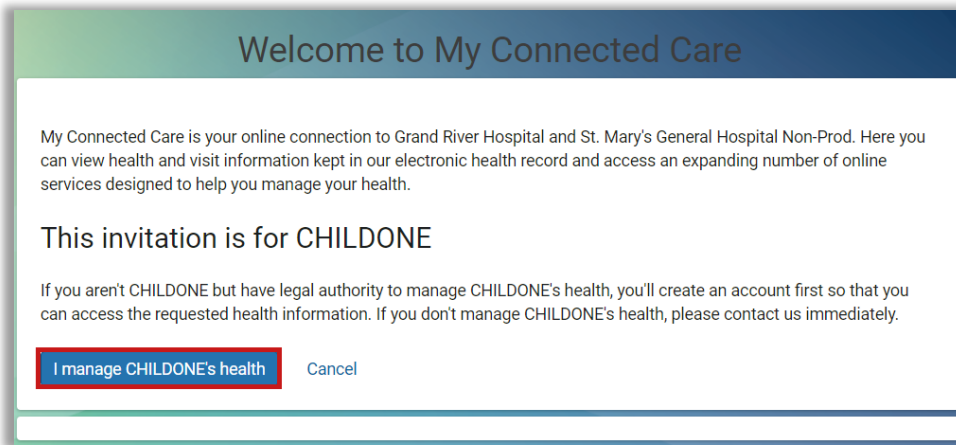 Welcome to My Connected Care
My Connected Care is your online connection to Grand River Hospital and St. Mary's General Hospital Non-Prod. Here you
can view health and visit information kept in our electronic health record and access an expanding number of online
services designed to help you manage your health.
This invitation is for CHILDONE
If you aren't CHILDONE but have legal authority to manage CHILDONE's health, you'll create an account first so that you
can access the requested health information. If you don't manage CHILDONE's health, please contact us immediately.
I manage CHILDONE's health Cancel